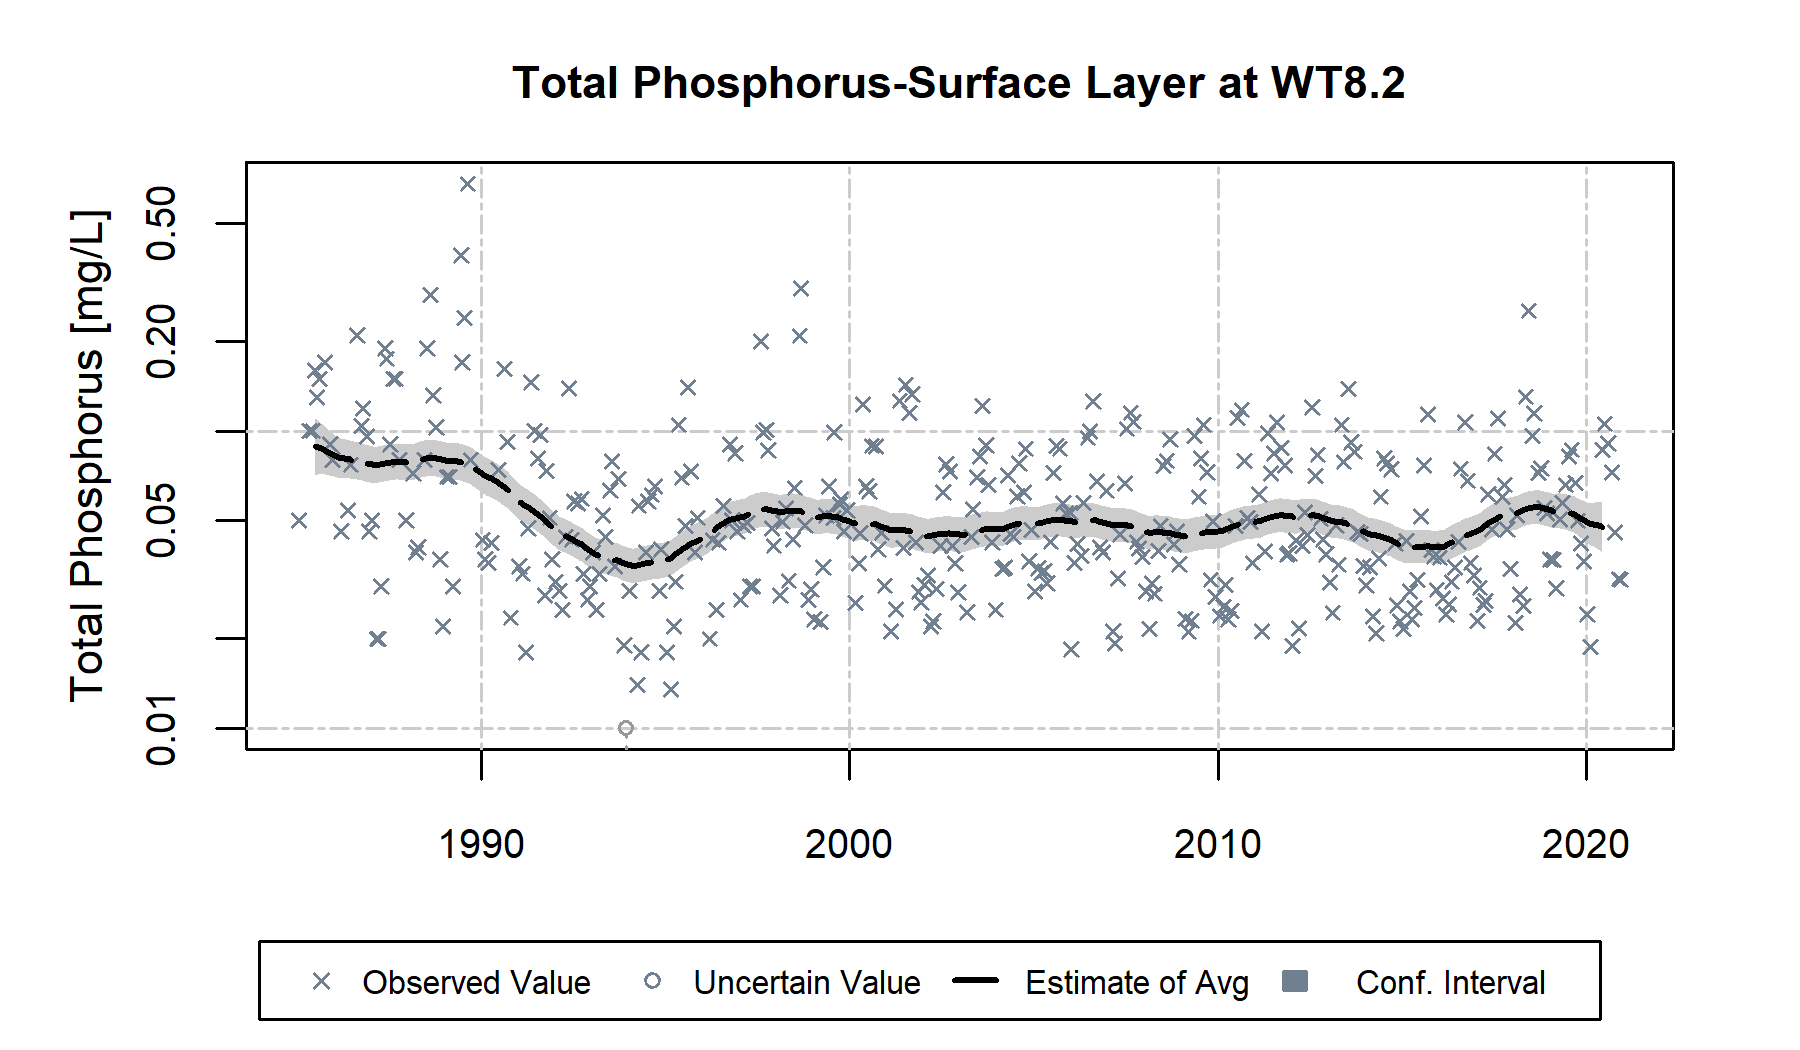 Total Phosphorus-Surface Layer at WT8.2
Total Phosphorus [mg/L]
0.50
0.20
0.05
0.01
1990 2000 2010 2020
Observed Value Uncertain Value Estimate of Avg Conf. Interval